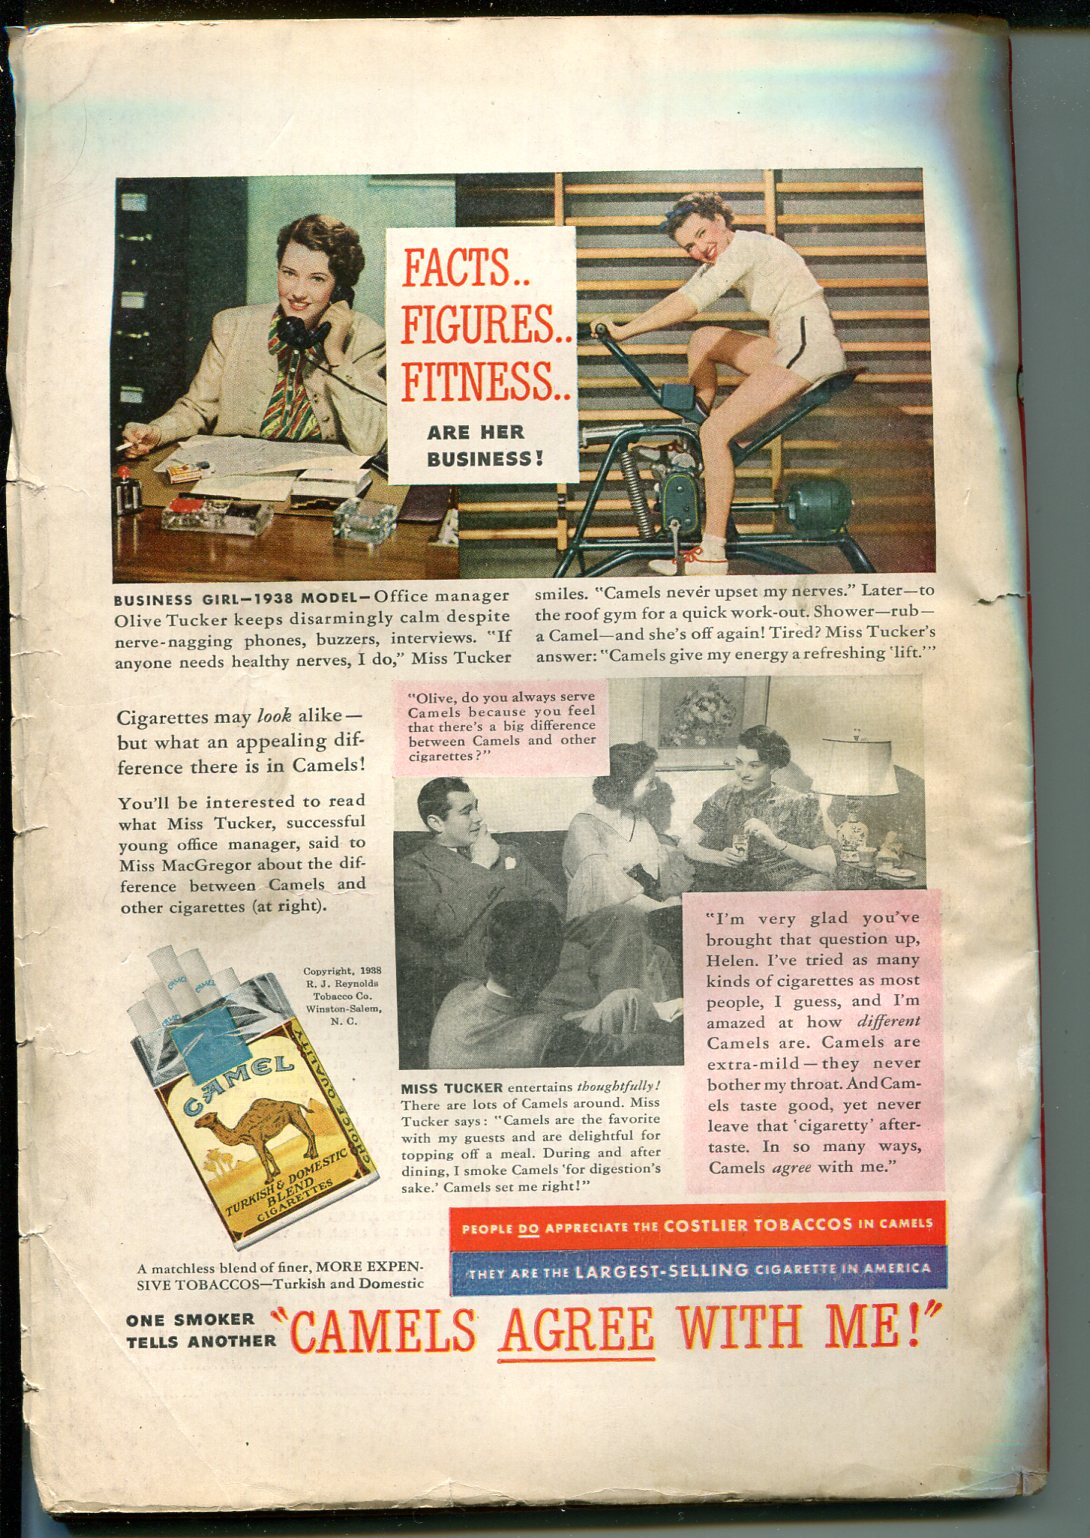 FACTS..
FIGURES..
FITNESS..
ARE HER
BUSINESS!
BUSINESS GIRL—1938 MODEL—Office manager
Olive Tucker keeps disarmingly calm despite
nerve-nagging phones, buzzers, interviews. "If
anyone needs healthy nerves, I do," Miss Tucker
smiles. "Camels never upset my nerves." Later—to
the roof gym for a quick work-out. Shower—rub—
a Camel—and she's off again! Tired? Miss Tucker's
answer: "Camels give my energy a refreshing 'lift.'"
Cigarettes may look alike—
but what an appealing dif-
ference there is in Camels!
You'll be interested to read
what Miss Tucker, successful
young office manager, said to
Miss MacGregor about the dif-
ference between Camels and
other cigarettes (at right).
"Olive, do you always serve
Camels because you feel
that there's a big difference
between Camels and other
cigarettes?"
"I'm very glad you've
brought that question up,
Helen. I've tried as many
kinds of cigarettes as most
people, I guess, and I'm
amazed at how different
Camels are. Camels are
extra-mild—they never
bother my throat. And Cam-
els taste good, yet never
leave that 'cigaretty' after-
taste. In so many ways,
Camels agree with me."
Copyright, 1938
R. J. Reynolds
Tobacco Co.
Winston-Salem,
N. C.
CAMEL
CAMEL
CAMEL
CHOICE QUALITY
TURKISH & DOMESTIC
BLEND
CIGARETTES
MISS TUCKER entertains thoughtfully!
There are lots of Camels around. Miss
Tucker says: "Camels are the favorite
with my guests and are delightful for
topping off a meal. During and after
dining, I smoke Camels 'for digestion's
sake.' Camels set me right!"
A matchless blend of finer, MORE EXPEN-
SIVE TOBACCOS—Turkish and Domestic
PEOPLE DO APPRECIATE THE COSTLIER TOBACCOS IN CAMELS
THEY ARE THE LARGEST-SELLING CIGARETTE IN AMERICA
ONE SMOKER
TELLS ANOTHER
"CAMELS AGREE WITH ME!"